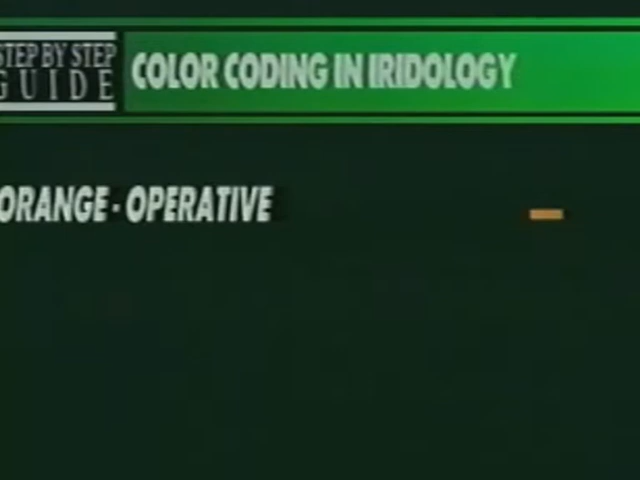 STEP BY STEP
GUIDE
COLOR CODING IN IRIDOLOGY
ORANGE - OPERATIVE